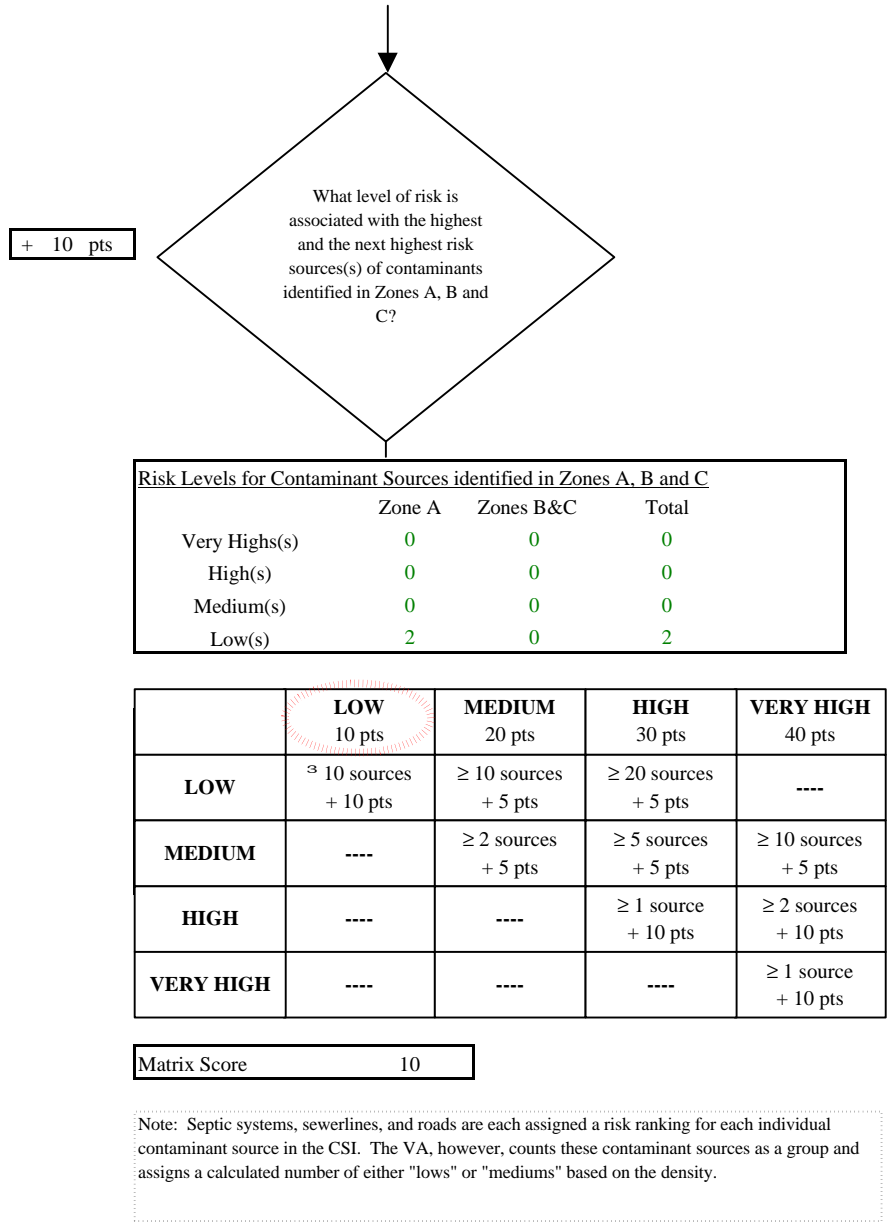 What level of risk is
associated with the highest
and the next highest risk
sources(s) of contaminants
identified in Zones A, B and
C?
+ 10 pts
Risk Levels for Contaminant Sources identified in Zones A, B and C
Zone A Zones B&C Total
Very Highs(s) 0 0 0
High(s) 0 0 0
Medium(s) 0 0 0
Low(s) 2 0 2
LOW MEDIUM HIGH VERY HIGH
10 pts 20 pts 30 pts 40 pts
LOW ³ 10 sources ≥ 10 sources ≥ 20 sources ----
+ 10 pts + 5 pts + 5 pts
MEDIUM ---- ≥ 2 sources ≥ 5 sources ≥ 10 sources
+ 5 pts + 5 pts + 5 pts
HIGH ---- ---- ≥ 1 source ≥ 2 sources
+ 10 pts + 10 pts
VERY HIGH ---- ---- ---- ≥ 1 source
+ 10 pts
Matrix Score 10
Note: Septic systems, sewerlines, and roads are each assigned a risk ranking for each individual
contaminant source in the CSI. The VA, however, counts these contaminant sources as a group and
assigns a calculated number of either "lows" or "mediums" based on the density.